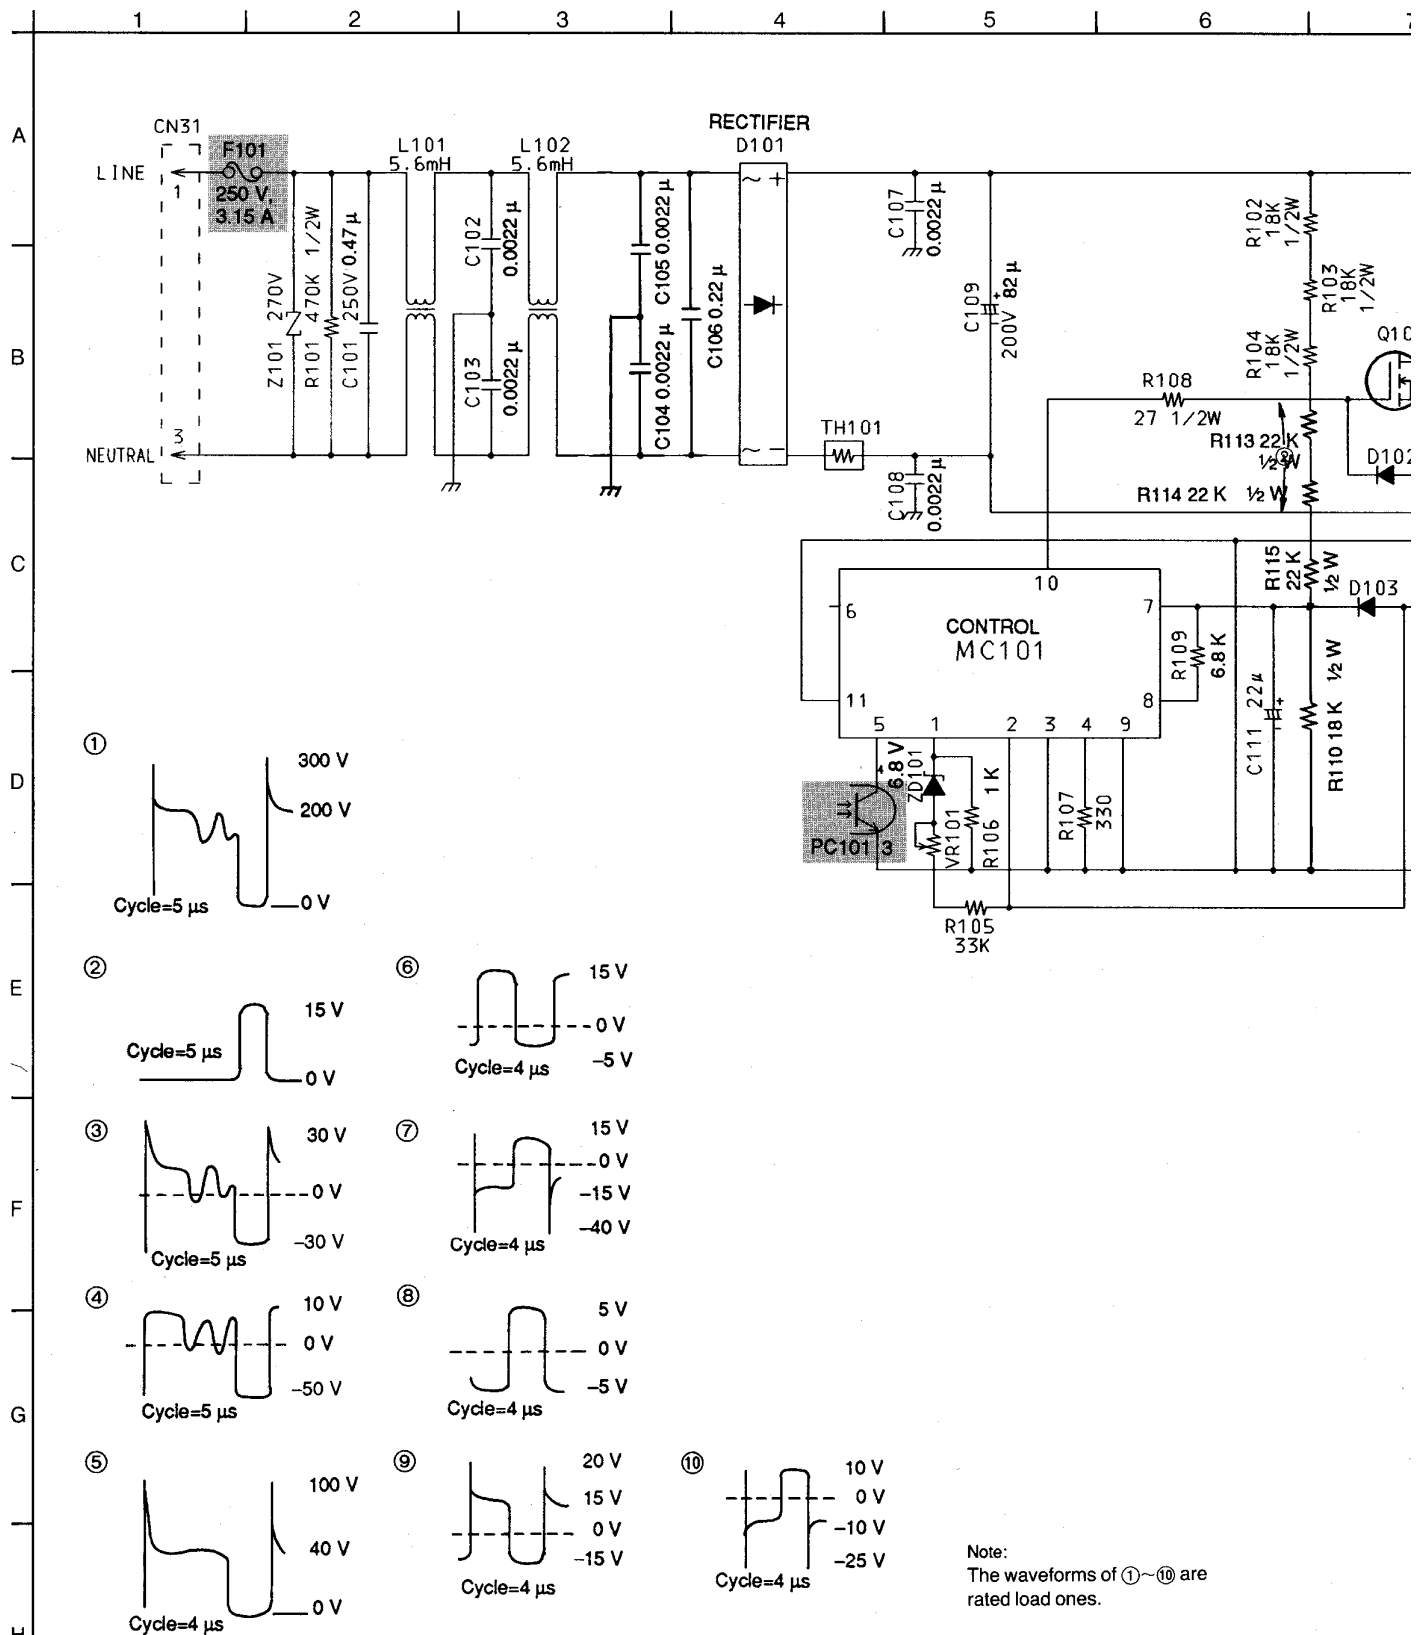 1 2 3 4 5 6 7
A
B
C
D
E
F
G
H
CN31
LINE
1
NEUTRAL
3
F101
250 V,
3.15 A
Z101 270V
R101 470K 1/2W
C101 250V 0.47 µ
L101
5.6mH
C102
0.0022 µ
C103
0.0022 µ
L102
5.6mH
C105 0.0022 µ
C104 0.0022 µ
C106 0.22 µ
RECTIFIER
D101
~ +
~ −
TH101
C107
0.0022 µ
C108
0.0022 µ
C109
200V 82 µ
+
R102
18K
1/2W
R103
18K
1/2W
R104
18K
1/2W
R108
27 1/2W
Q10
D102
R113 22 K
½ W
②
R114 22 K ½ W
R115
22 K
½ W
D103
10
6
7
CONTROL
MC101
11
8
5 1 2 3 4 9
R109
6.8 K
C111 22µ
+
R110 18 K ½ W
4
PC101 3
6.8 V
ZD101
VR101
R106 1 K
R107
330
R105
33K
①
300 V
200 V
0 V
Cycle=5 µs
②
15 V
Cycle=5 µs
0 V
③
30 V
0 V
−30 V
Cycle=5 µs
④
10 V
0 V
−50 V
Cycle=5 µs
⑤
100 V
40 V
0 V
Cycle=4 µs
⑥
15 V
0 V
−5 V
Cycle=4 µs
⑦
15 V
0 V
−15 V
−40 V
Cycle=4 µs
⑧
5 V
0 V
−5 V
Cycle=4 µs
⑨
20 V
15 V
0 V
−15 V
Cycle=4 µs
⑩
10 V
0 V
−10 V
−25 V
Cycle=4 µs
Note:
The waveforms of ①~⑩ are
rated load ones.